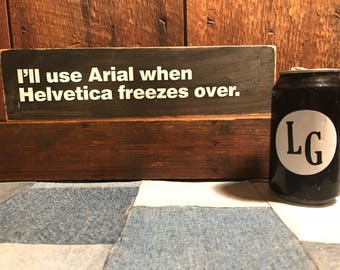 I'll use Arial when
Helvetica freezes over.
LG